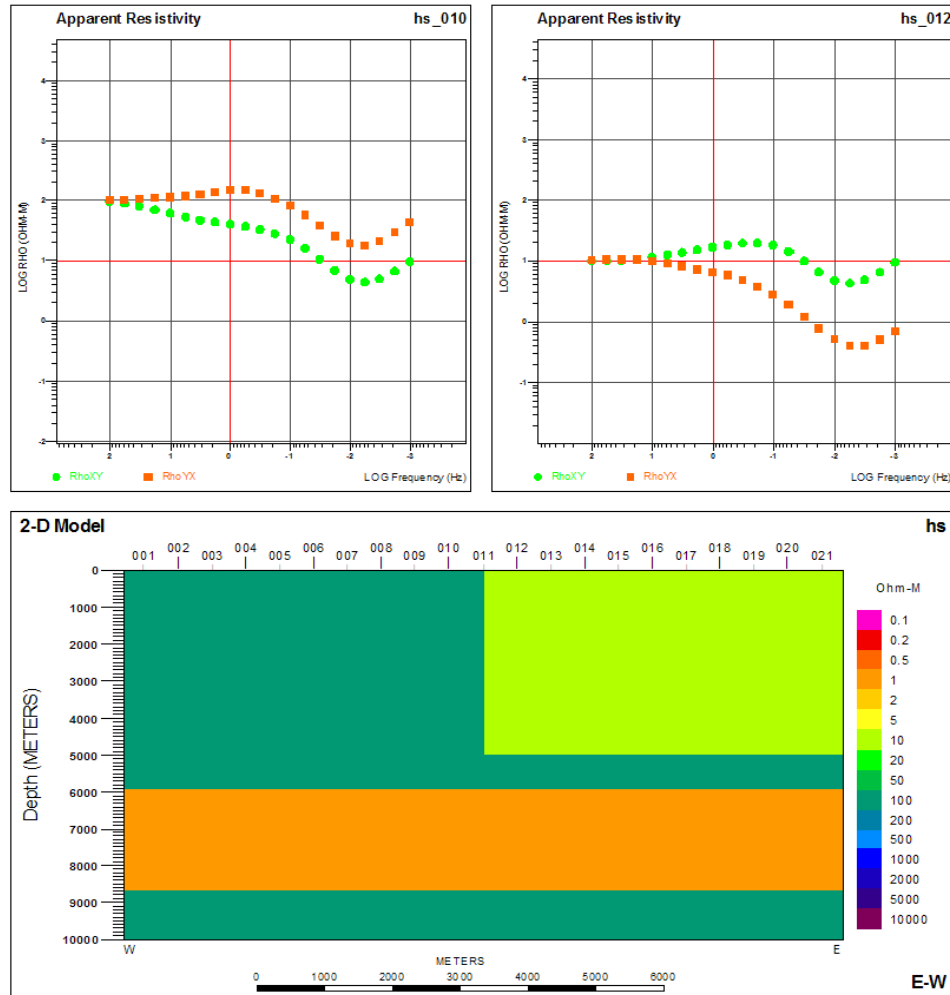 Apparent Resistivity hs_010
4
3
2
1
0
-1
-2
LOG RHO (OHM-M)
2 1 0 -1 -2 -3
RhoXY RhoYX LOG Frequency (Hz)
Apparent Resistivity hs_012
4
3
2
1
0
-1
LOG RHO (OHM-M)
2 1 0 -1 -2 -3
RhoXY RhoYX LOG Frequency (Hz)
2-D Model hs
002 004 006 008 010 012 014 016 018 020
001 003 005 007 009 011 013 015 017 019 021
0
1000
2000
3000
4000
5000
6000
7000
8000
9000
10000
Depth (METERS)
W E
Ohm-M
0.1
0.2
0.5
1
2
5
10
20
50
100
200
500
1000
2000
5000
10000
METERS
0 1000 2000 3000 4000 5000 6000
E-W